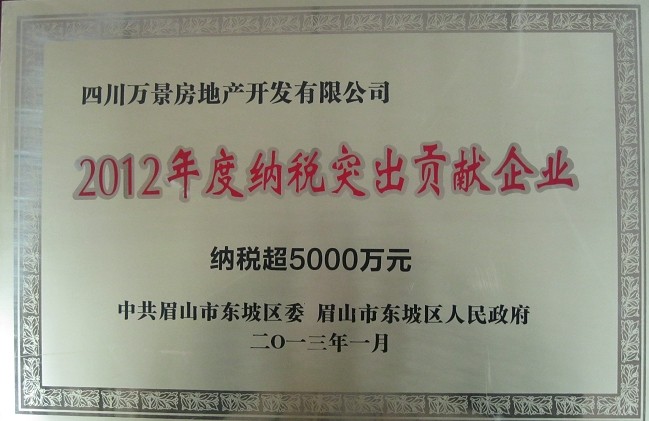 四川万景房地产开发有限公司
2012年度纳税突出贡献企业
纳税超5000万元
中共眉山市东坡区委 眉山市东坡区人民政府
二O一三年一月